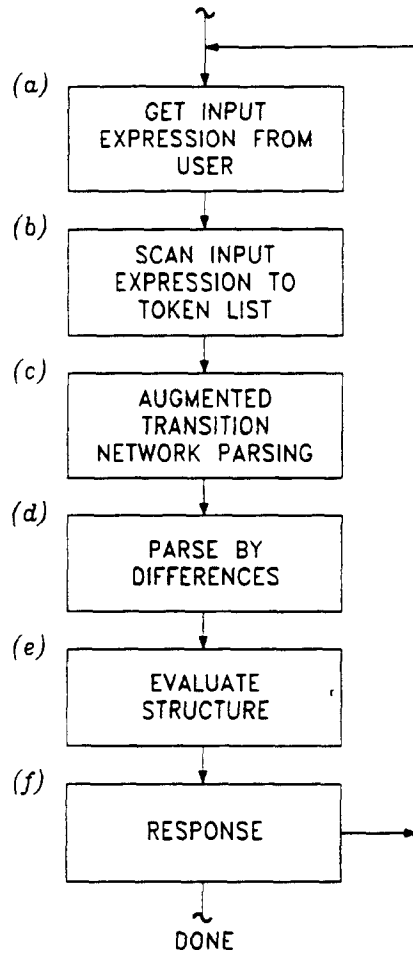 (a)
GET INPUT
EXPRESSION FROM
USER
(b)
SCAN INPUT
EXPRESSION TO
TOKEN LIST
(c)
AUGMENTED
TRANSITION
NETWORK PARSING
(d)
PARSE BY
DIFFERENCES
(e)
EVALUATE
STRUCTURE
(f)
RESPONSE
DONE